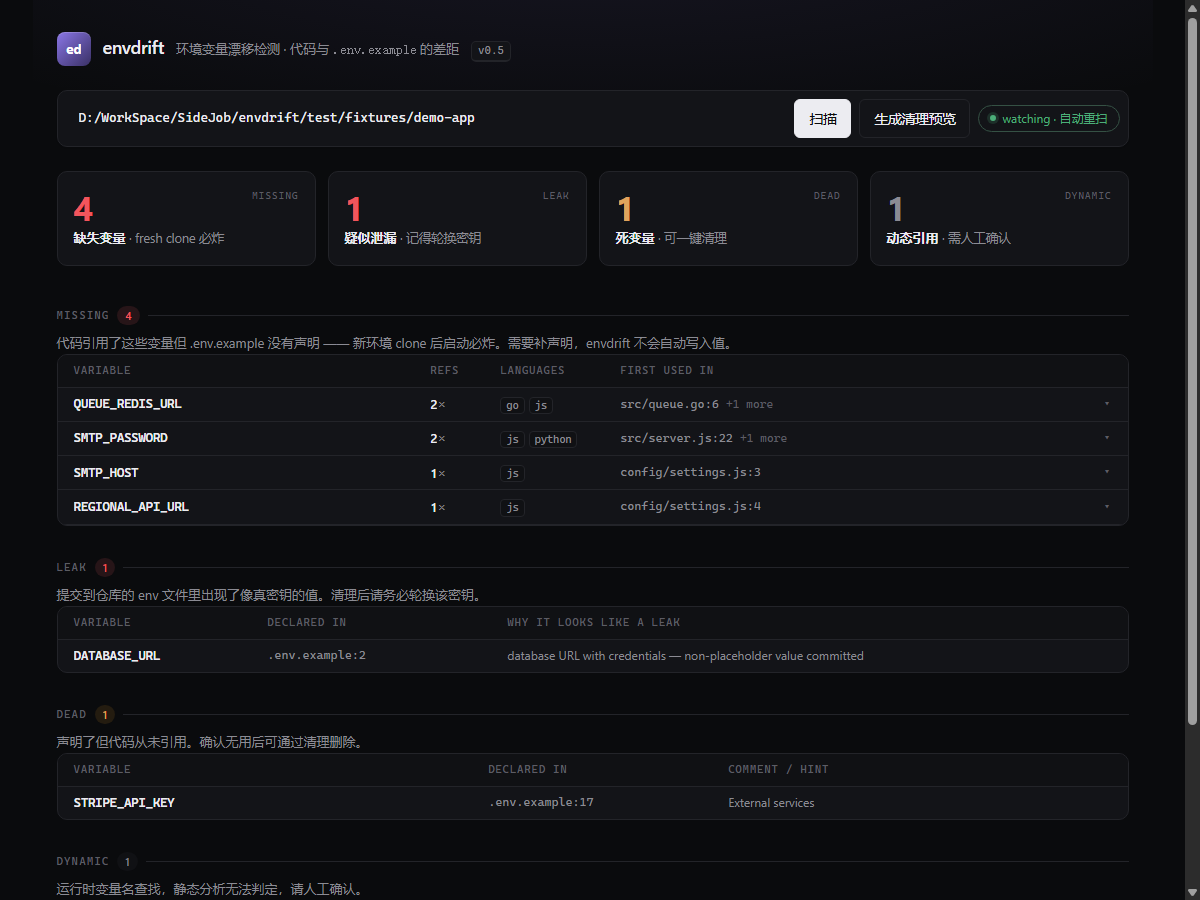 ed envdrift 环境变量漂移检测 · 代码与 .env.example 的差距 v0.5
D:/WorkSpace/SideJob/envdrift/test/fixtures/demo-app 扫描 生成清理预览 watching · 自动重扫
MISSING
4
缺失变量 · fresh clone 必炸
LEAK
1
疑似泄漏 · 记得轮换密钥
DEAD
1
死变量 · 可一键清理
DYNAMIC
1
动态引用 · 需人工确认
MISSING 4
代码引用了这些变量但 .env.example 没有声明 —— 新环境 clone 后启动必炸。需要补声明，envdrift 不会自动写入值。
VARIABLE REFS LANGUAGES FIRST USED IN
QUEUE_REDIS_URL 2× go js src/queue.go:6 +1 more
SMTP_PASSWORD 2× js python src/server.js:22 +1 more
SMTP_HOST 1× js config/settings.js:3
REGIONAL_API_URL 1× js config/settings.js:4
LEAK 1
提交到仓库的 env 文件里出现了像真密钥的值。清理后请务必轮换该密钥。
VARIABLE DECLARED IN WHY IT LOOKS LIKE A LEAK
DATABASE_URL .env.example:2 database URL with credentials — non-placeholder value committed
DEAD 1
声明了但代码从未引用。确认无用后可通过清理删除。
VARIABLE DECLARED IN COMMENT / HINT
STRIPE_API_KEY .env.example:17 External services
DYNAMIC 1
运行时变量名查找，静态分析无法判定，请人工确认。